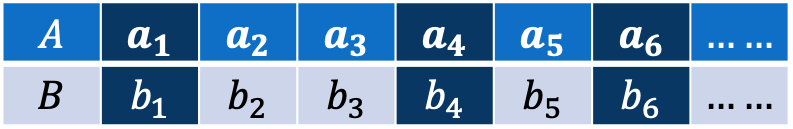 A a₁ a₂ a₃ a₄ a₅ a₆ ... ...
B b₁ b₂ b₃ b₄ b₅ b₆ ... ...